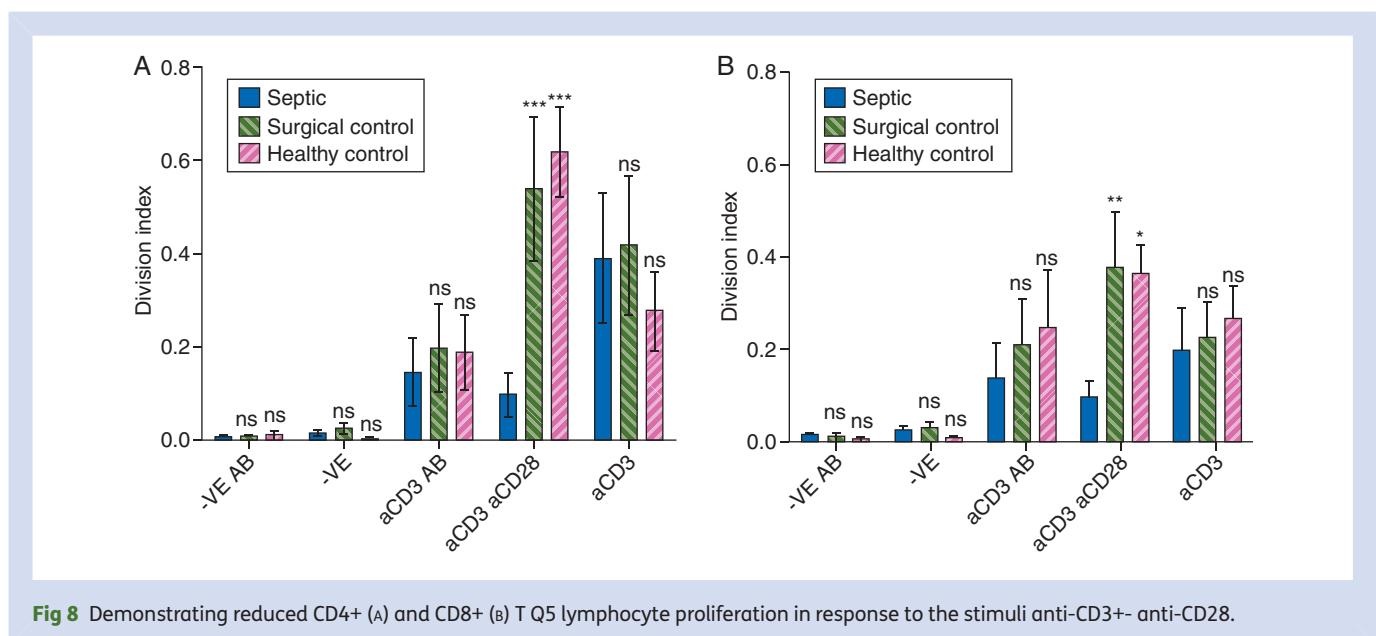 A
0.8
0.6
0.4
0.2
0.0
Division index
Septic
Surgical control
Healthy control
ns
ns
ns
ns
ns
ns
***
***
ns
ns
-VE AB
-VE
aCD3 AB
aCD3 aCD28
aCD3
B
0.8
0.6
0.4
0.2
0.0
Division index
Septic
Surgical control
Healthy control
ns
ns
ns
ns
ns
ns
**
*
ns
ns
-VE AB
-VE
aCD3 AB
aCD3 aCD28
aCD3
Fig 8 Demonstrating reduced CD4+ (A) and CD8+ (B) T Q5 lymphocyte proliferation in response to the stimuli anti-CD3+- anti-CD28.